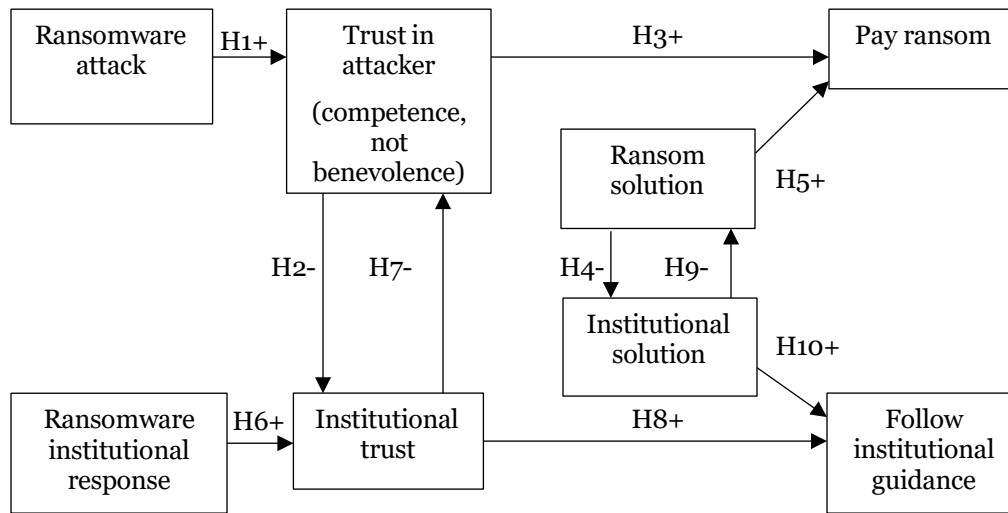 Ransomware
attack
H1+
Trust in
attacker
(competence,
not
benevolence)
H3+
Pay ransom
Ransom
solution
H5+
H2-
H7-
H4-
H9-
Institutional
solution
H10+
Ransomware
institutional
response
H6+
Institutional
trust
H8+
Follow
institutional
guidance